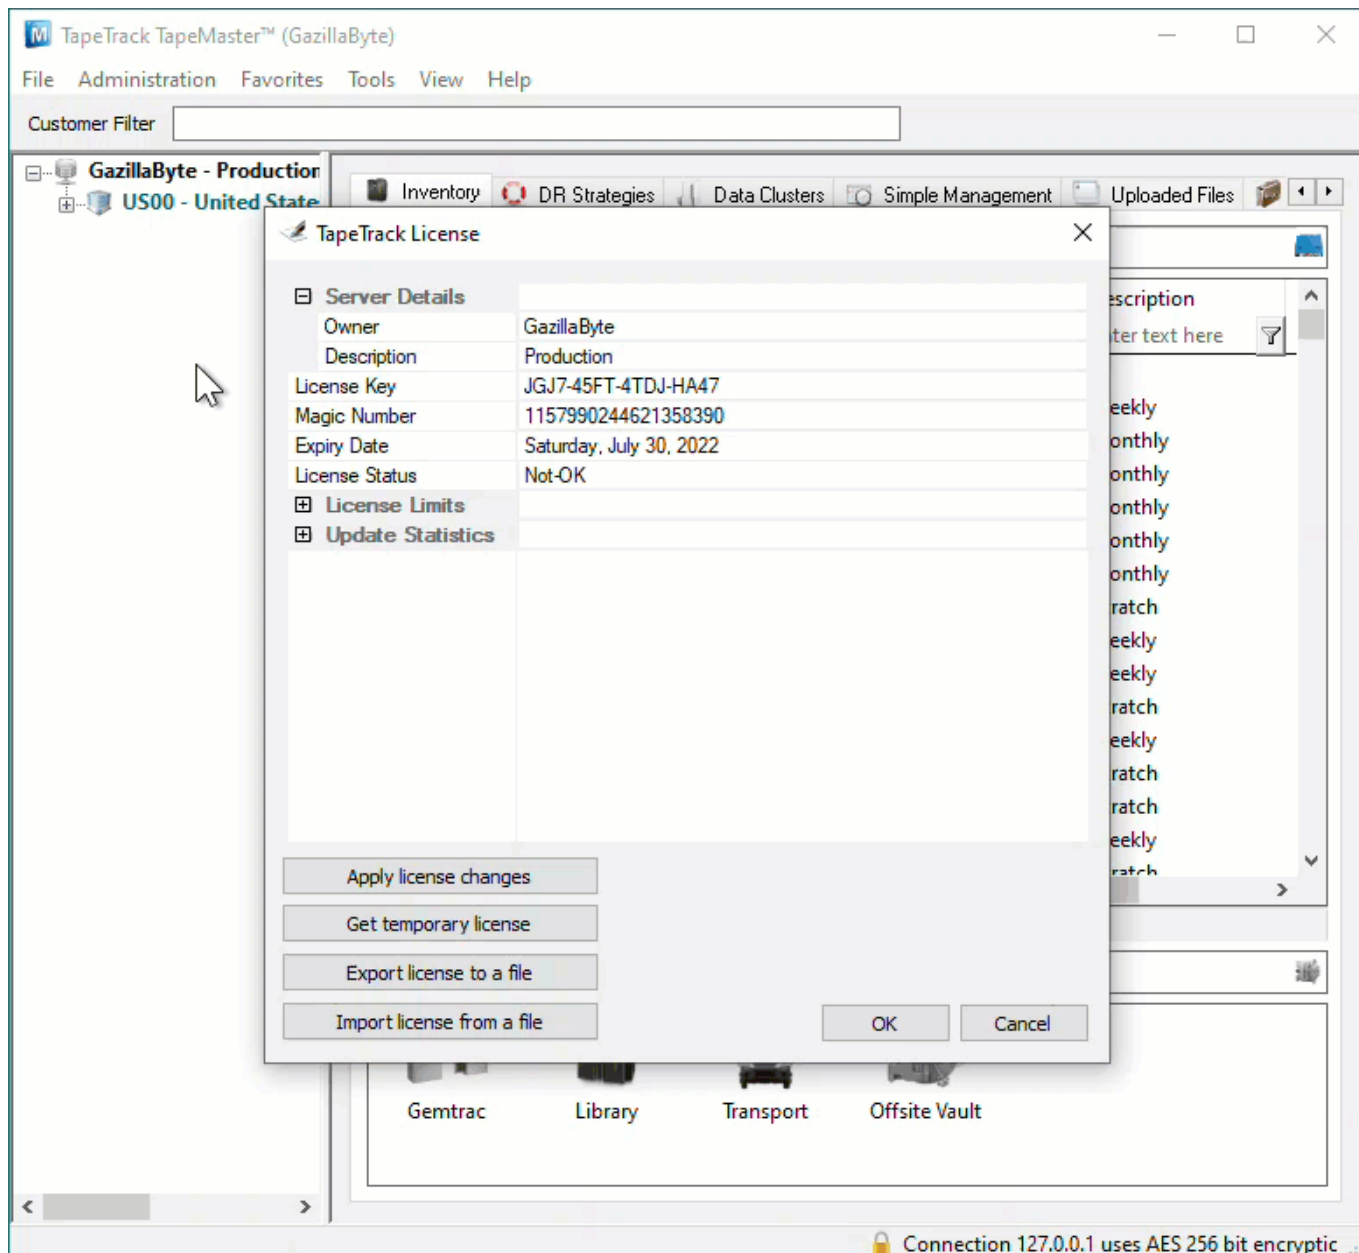 TapeTrack TapeMaster™ (GazillaByte)
File Administration Favorites Tools View Help
Customer Filter
GazillaByte - Production
US00 - United State
Inventory DR Strategies Data Clusters Simple Management Uploaded Files
TapeTrack License
Server Details
Owner GazillaByte
Description Production
License Key JGJ7-45FT-4TDJ-HA47
Magic Number 1157990244621358390
Expiry Date Saturday, July 30, 2022
License Status Not-OK
License Limits
Update Statistics
escription
ter text here
eekly
onthly
onthly
onthly
onthly
onthly
ratch
eekly
eekly
ratch
eekly
ratch
ratch
eekly
ratch
Apply license changes
Get temporary license
Export license to a file
Import license from a file
OK Cancel
Gemtrac Library Transport Offsite Vault
Connection 127.0.0.1 uses AES 256 bit encryptic